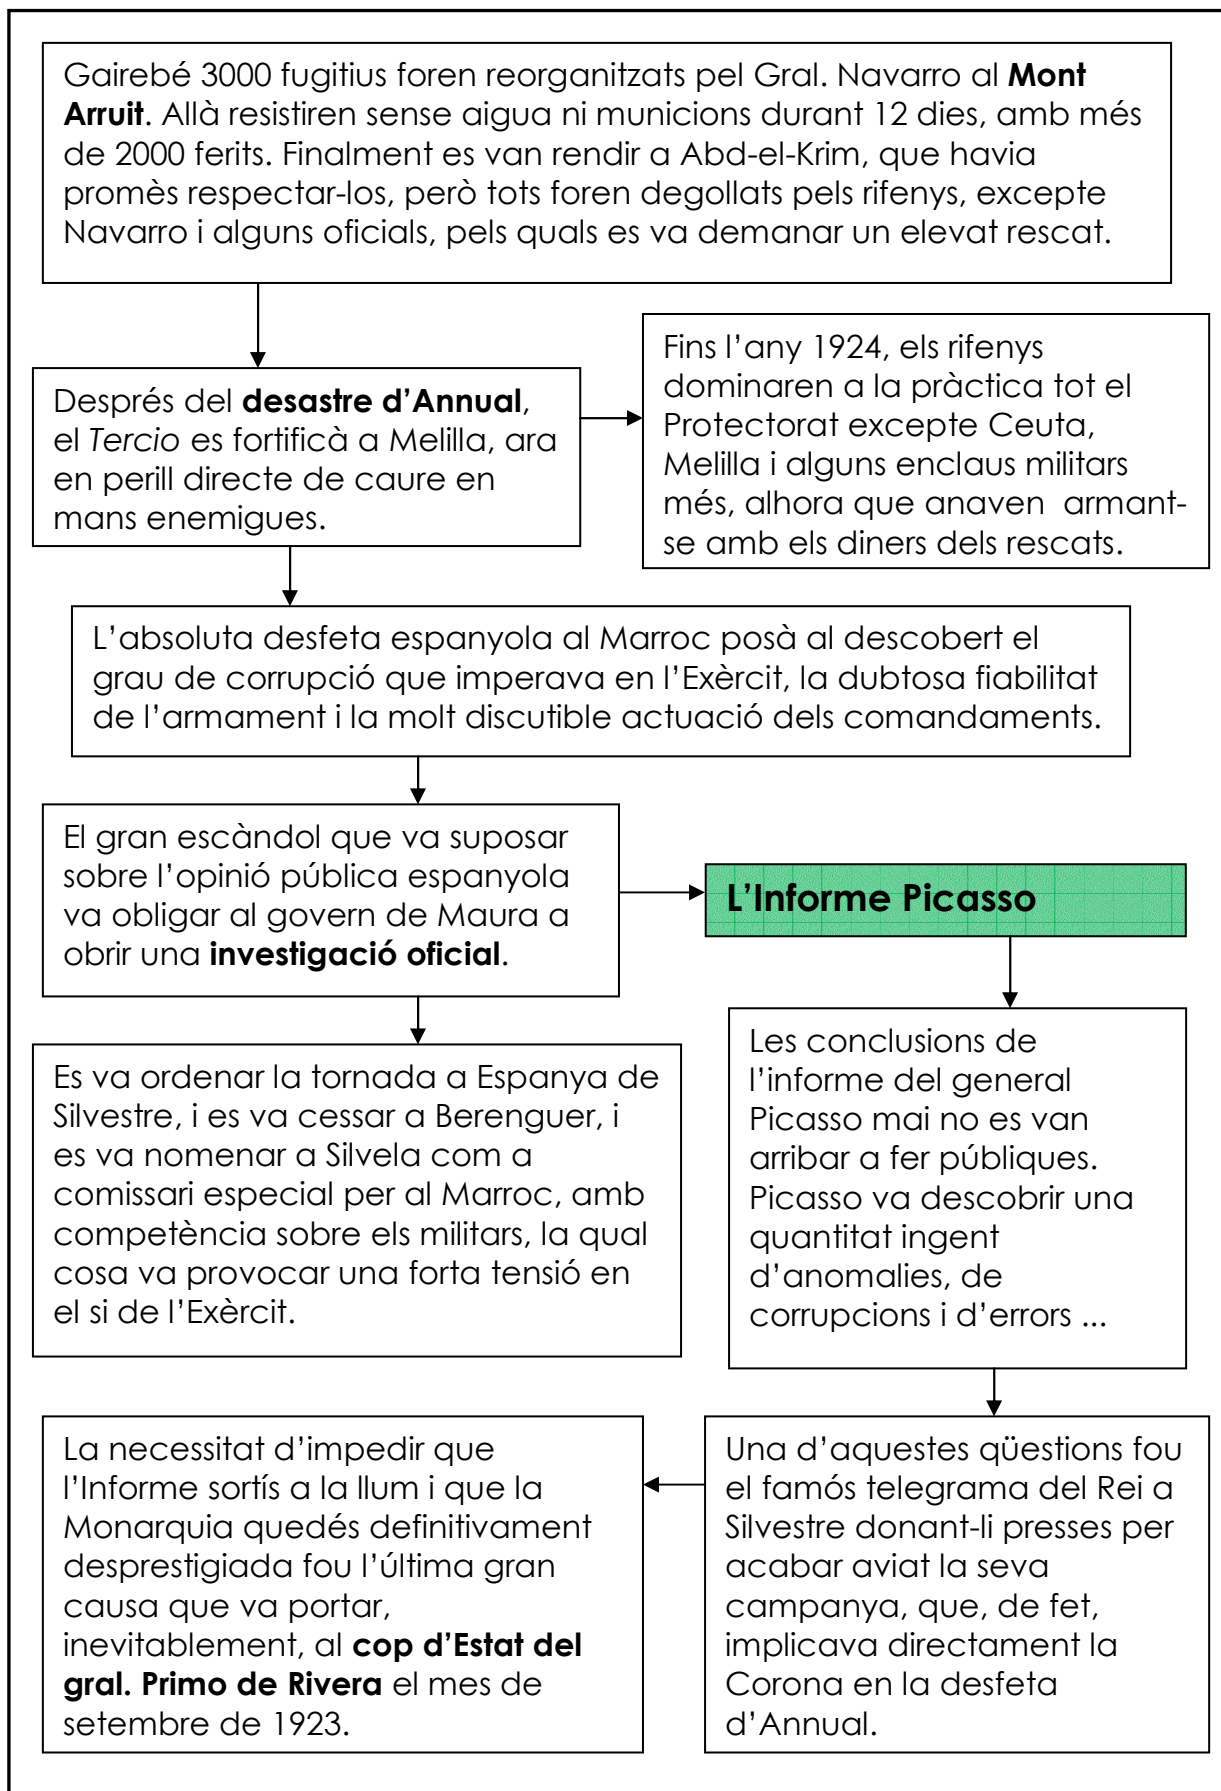 Gairebé 3000 fugitius foren reorganitzats pel Gral. Navarro al Mont
Arruit. Allà resistiren sense aigua ni municions durant 12 dies, amb més
de 2000 ferits. Finalment es van rendir a Abd-el-Krim, que havia
promès respectar-los, però tots foren degollats pels rifenys, excepte
Navarro i alguns oficials, pels quals es va demanar un elevat rescat.
Després del desastre d'Annual,
el Tercio es fortificà a Melilla, ara
en perill directe de caure en
mans enemigues.
Fins l'any 1924, els rifenys
dominaren a la pràctica tot el
Protectorat excepte Ceuta,
Melilla i alguns enclaus militars
més, alhora que anaven armant-
se amb els diners dels rescats.
L'absoluta desfeta espanyola al Marroc posà al descobert el
grau de corrupció que imperava en l'Exèrcit, la dubtosa fiabilitat
de l'armament i la molt discutible actuació dels comandaments.
El gran escàndol que va suposar
sobre l'opinió pública espanyola
va obligar al govern de Maura a
obrir una investigació oficial.
L'Informe Picasso
Es va ordenar la tornada a Espanya de
Silvestre, i es va cessar a Berenguer, i
es va nomenar a Silvela com a
comissari especial per al Marroc, amb
competència sobre els militars, la qual
cosa va provocar una forta tensió en
el si de l'Exèrcit.
Les conclusions de
l'informe del general
Picasso mai no es van
arribar a fer públiques.
Picasso va descobrir una
quantitat ingent
d'anomalies, de
corrupcions i d'errors ...
Una d'aquestes qüestions fou
el famós telegrama del Rei a
Silvestre donant-li presses per
acabar aviat la seva
campanya, que, de fet,
implicava directament la
Corona en la desfeta
d'Annual.
La necessitat d'impedir que
l'Informe sortís a la llum i que la
Monarquia quedés definitivament
desprestigiada fou l'última gran
causa que va portar,
inevitablement, al cop d'Estat del
gral. Primo de Rivera el mes de
setembre de 1923.